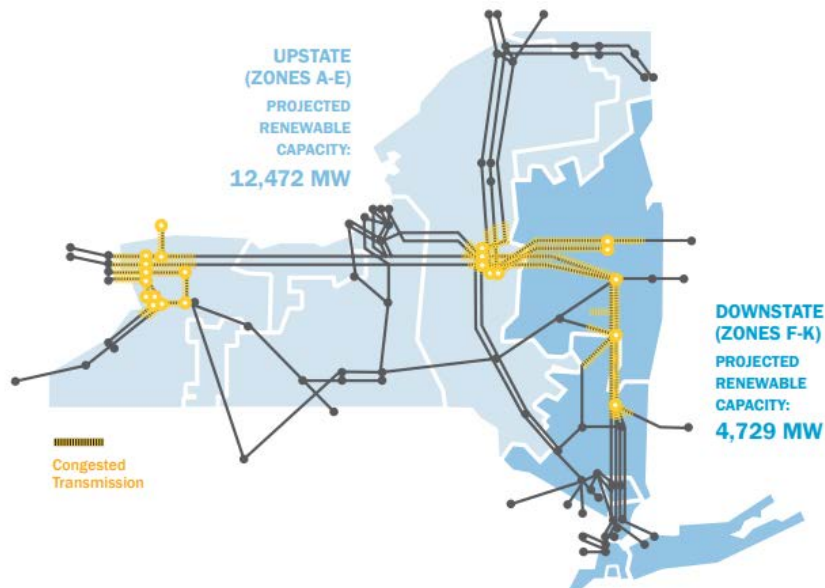 UPSTATE
(ZONES A-E)
PROJECTED
RENEWABLE
CAPACITY:
12,472 MW
DOWNSTATE
(ZONES F-K)
PROJECTED
RENEWABLE
CAPACITY:
4,729 MW
Congested
Transmission